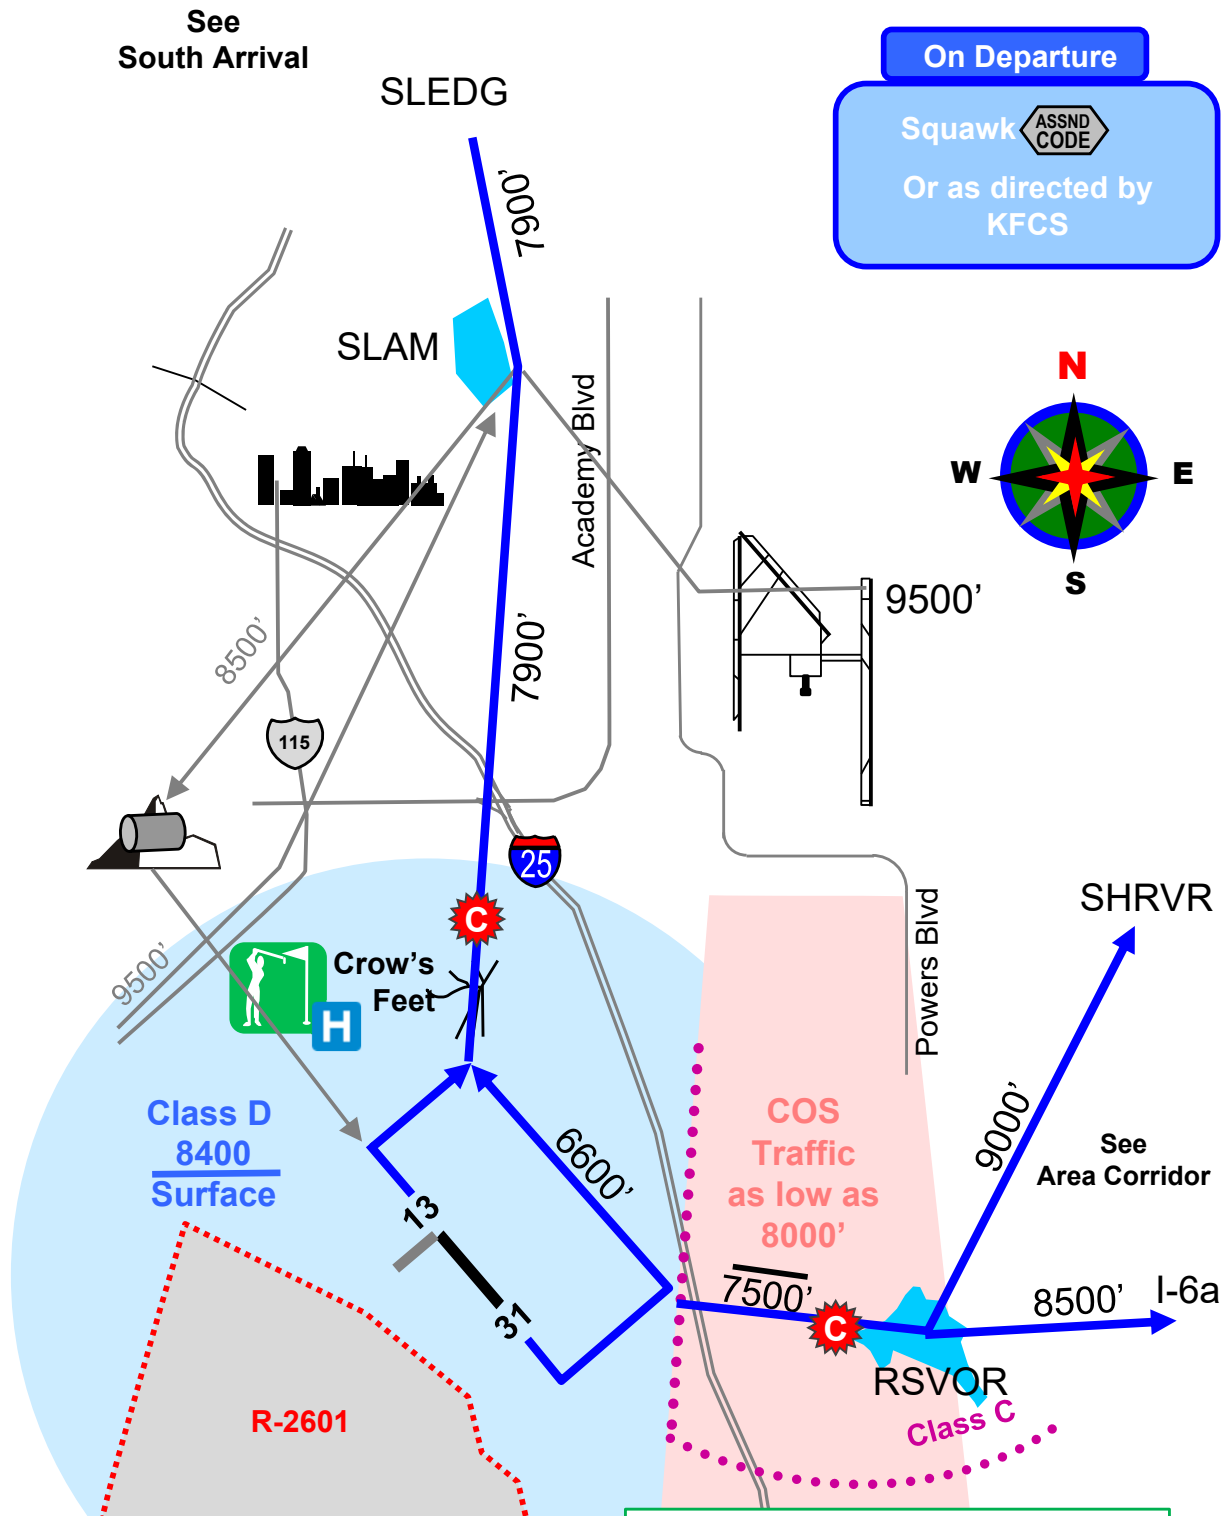 See
South Arrival
On Departure
SLEDG
Squawk ASSND
CODE
Or as directed by
KFCS
7900’
SLAM
N
W
E
S
Academy Blvd
9500’
8500’
7900’
115
25
SHRVR
C
Crow’s
Feet
H
9500’
Powers Blvd
Class D
8400
Surface
COS
Traffic
as low as
8000’
6600’
9000’
See
Area Corridor
13
31
7500’
C
8500’
I-6a
RSVOR
Class C
R-2601